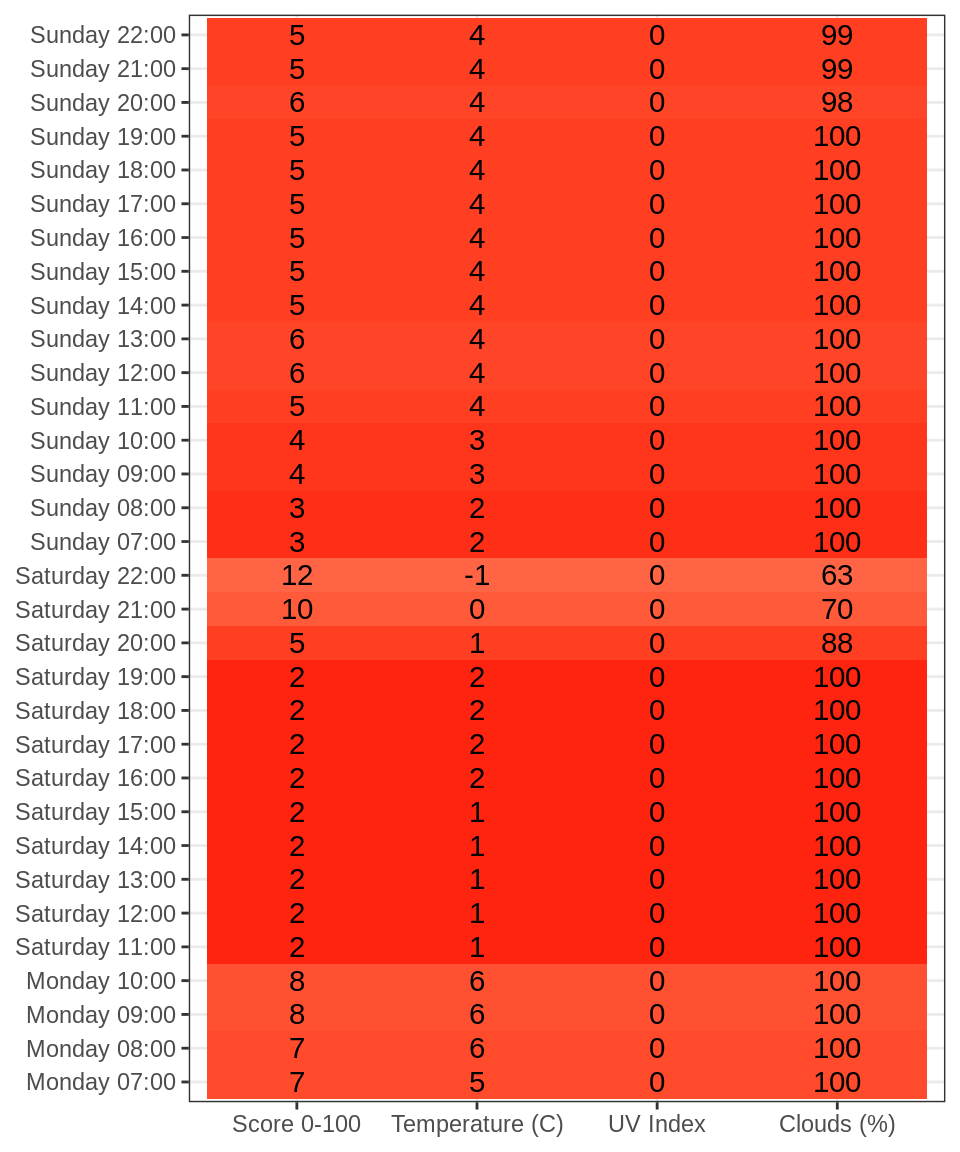 Sunday 22:00 5 4 0 99
Sunday 21:00 5 4 0 99
Sunday 20:00 6 4 0 98
Sunday 19:00 5 4 0 100
Sunday 18:00 5 4 0 100
Sunday 17:00 5 4 0 100
Sunday 16:00 5 4 0 100
Sunday 15:00 5 4 0 100
Sunday 14:00 5 4 0 100
Sunday 13:00 6 4 0 100
Sunday 12:00 6 4 0 100
Sunday 11:00 5 4 0 100
Sunday 10:00 4 3 0 100
Sunday 09:00 4 3 0 100
Sunday 08:00 3 2 0 100
Sunday 07:00 3 2 0 100
Saturday 22:00 12 -1 0 63
Saturday 21:00 10 0 0 70
Saturday 20:00 5 1 0 88
Saturday 19:00 2 2 0 100
Saturday 18:00 2 2 0 100
Saturday 17:00 2 2 0 100
Saturday 16:00 2 2 0 100
Saturday 15:00 2 1 0 100
Saturday 14:00 2 1 0 100
Saturday 13:00 2 1 0 100
Saturday 12:00 2 1 0 100
Saturday 11:00 2 1 0 100
Monday 10:00 8 6 0 100
Monday 09:00 8 6 0 100
Monday 08:00 7 6 0 100
Monday 07:00 7 5 0 100
Score 0-100 Temperature (C) UV Index Clouds (%)